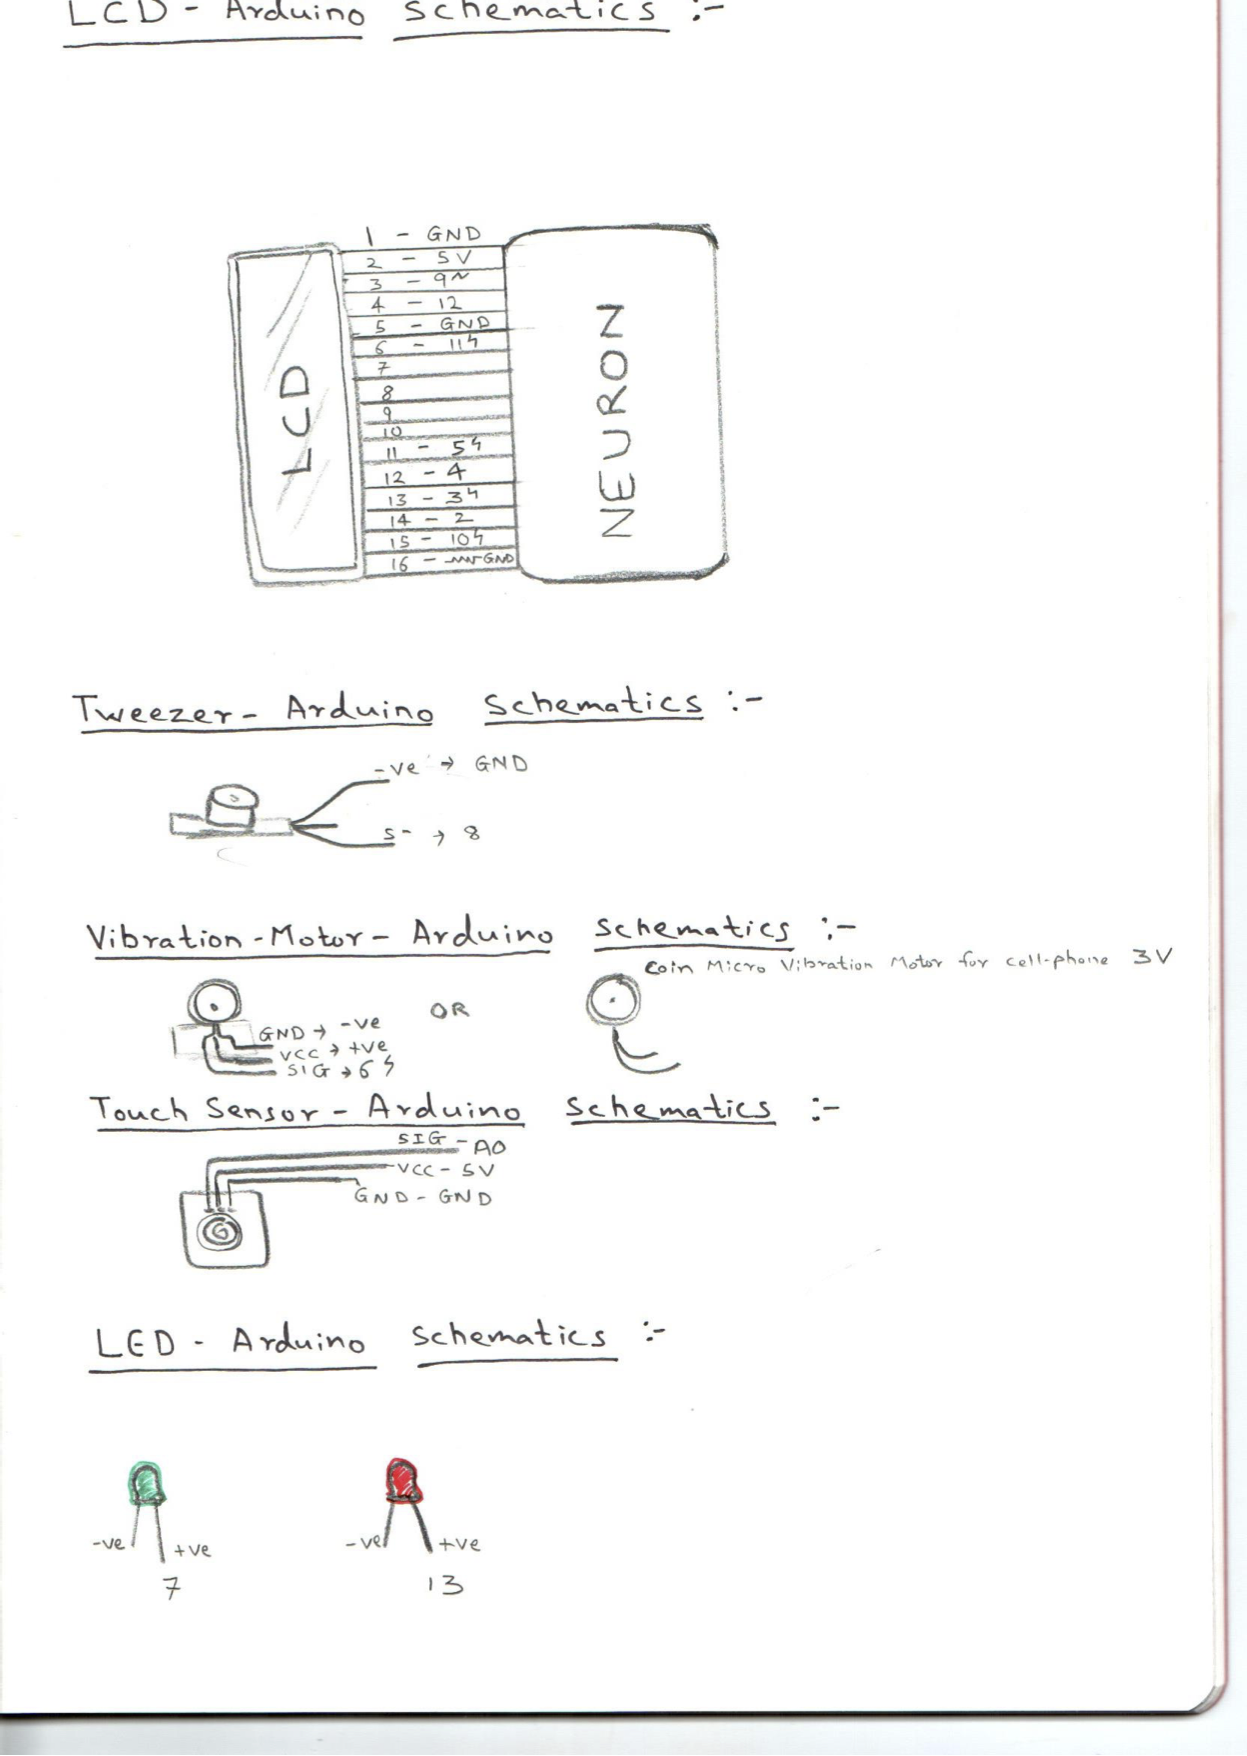 LCD - Arduino Schematics :-
1 - GND
2 - 5V
3 - 9~
4 - 12
5 - GND
6 - 11~
7
8
9
10
11 - 5~
12 - 4
13 - 3~
14 - 2
15 - 10~
16 - GND
LCD
NEURON
Tweezer - Arduino Schematics :-
-ve → GND
S- → 8
Vibration - Motor - Arduino Schematics :-
Coin Micro Vibration Motor for cell-phone 3V
GND → -ve
VCC → +ve
SIG → 6~
OR
Touch Sensor - Arduino Schematics :-
SIG - A0
VCC - 5V
GND - GND
LED - Arduino Schematics :-
-ve +ve
7
-ve +ve
13